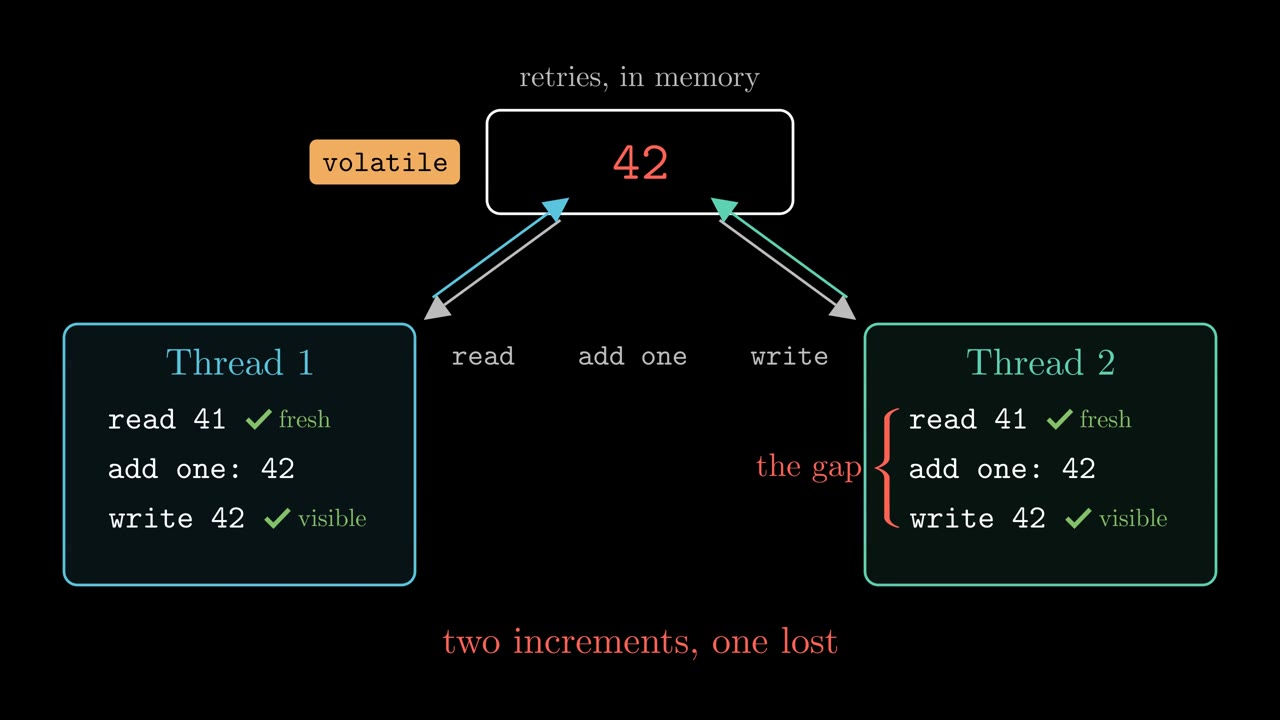 retries, in memory
volatile
42
Thread 1
read 41 ✓ fresh
add one: 42
write 42 ✓ visible
read add one write
the gap
Thread 2
read 41 ✓ fresh
add one: 42
write 42 ✓ visible
two increments, one lost